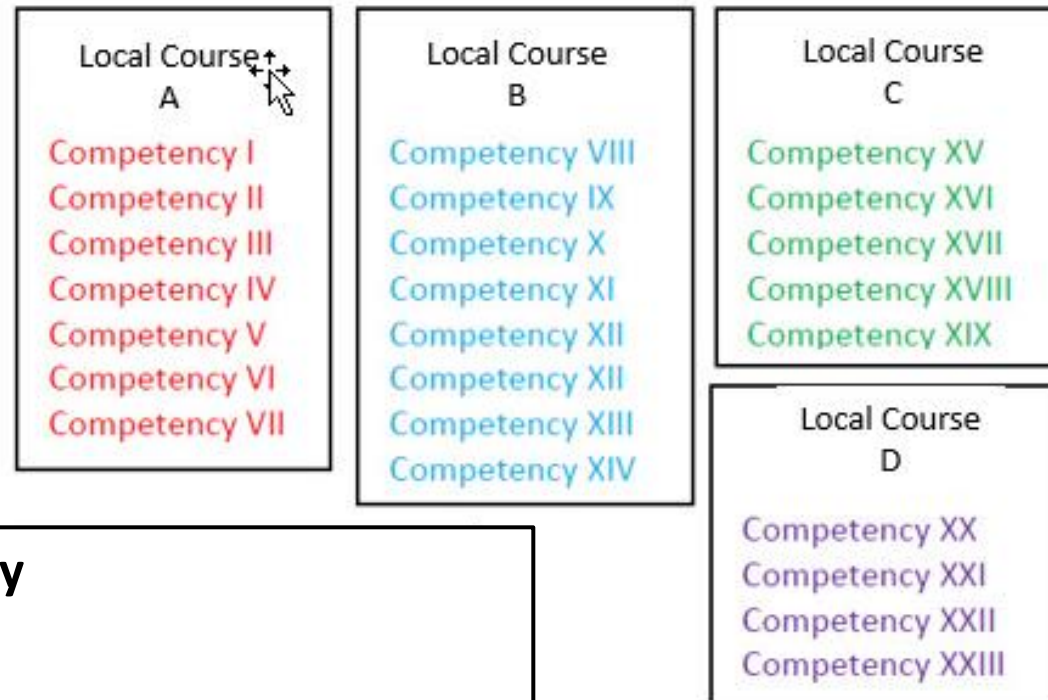 Local Course
A
Competency I
Competency II
Competency III
Competency IV
Competency V
Competency VI
Competency VII
Local Course
B
Competency VIII
Competency IX
Competency X
Competency XI
Competency XII
Competency XII
Competency XIII
Competency XIV
Local Course
C
Competency XV
Competency XVI
Competency XVII
Competency XVIII
Competency XIX
Local Course
D
Competency XX
Competency XXI
Competency XXII
Competency XXIII
y